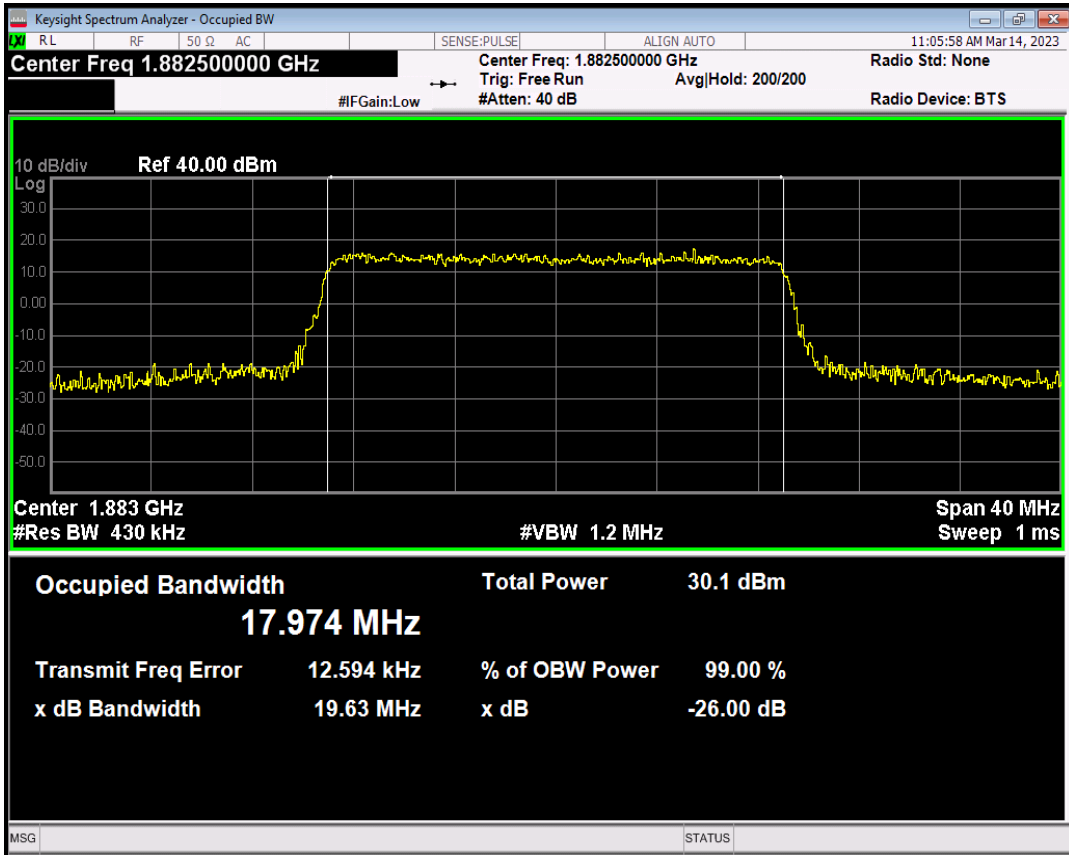 Keysight Spectrum Analyzer - Occupied BW
LXI RL RF 50 Ω AC SENSE:PULSE ALIGN AUTO 11:05:58 AM Mar 14, 2023
Center Freq 1.882500000 GHz
Center Freq: 1.882500000 GHz
Radio Std: None
Trig: Free Run Avg|Hold: 200/200
#IFGain:Low #Atten: 40 dB Radio Device: BTS
10 dB/div Ref 40.00 dBm
Log
30.0
20.0
10.0
0.00
-10.0
-20.0
-30.0
-40.0
-50.0
Center 1.883 GHz Span 40 MHz
#Res BW 430 kHz #VBW 1.2 MHz Sweep 1 ms
Occupied Bandwidth Total Power 30.1 dBm
17.974 MHz
Transmit Freq Error 12.594 kHz % of OBW Power 99.00 %
x dB Bandwidth 19.63 MHz x dB -26.00 dB
MSG STATUS